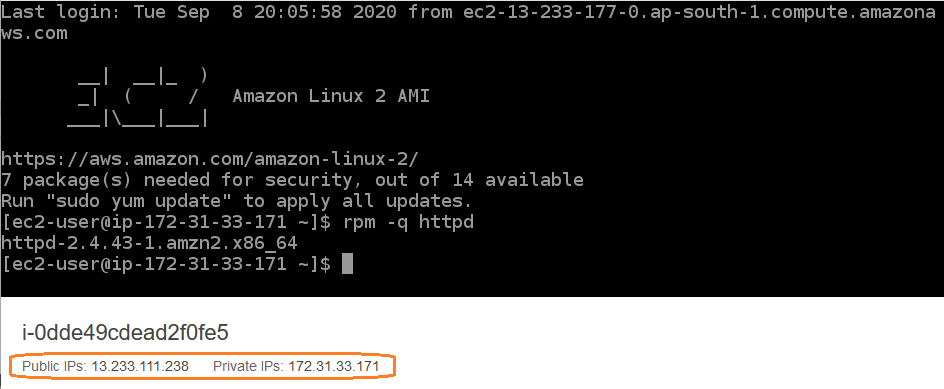 Last login: Tue Sep  8 20:05:58 2020 from ec2-13-233-177-0.ap-south-1.compute.amazona
ws.com
       __|  __|_  )
       _|  (     /   Amazon Linux 2 AMI
      ___|\___|___|
https://aws.amazon.com/amazon-linux-2/
7 package(s) needed for security, out of 14 available
Run "sudo yum update" to apply all updates.
[ec2-user@ip-172-31-33-171 ~]$ rpm -q httpd
httpd-2.4.43-1.amzn2.x86_64
[ec2-user@ip-172-31-33-171 ~]$
i-0dde49cdead2f0fe5
Public IPs: 13.233.111.238 Private IPs: 172.31.33.171